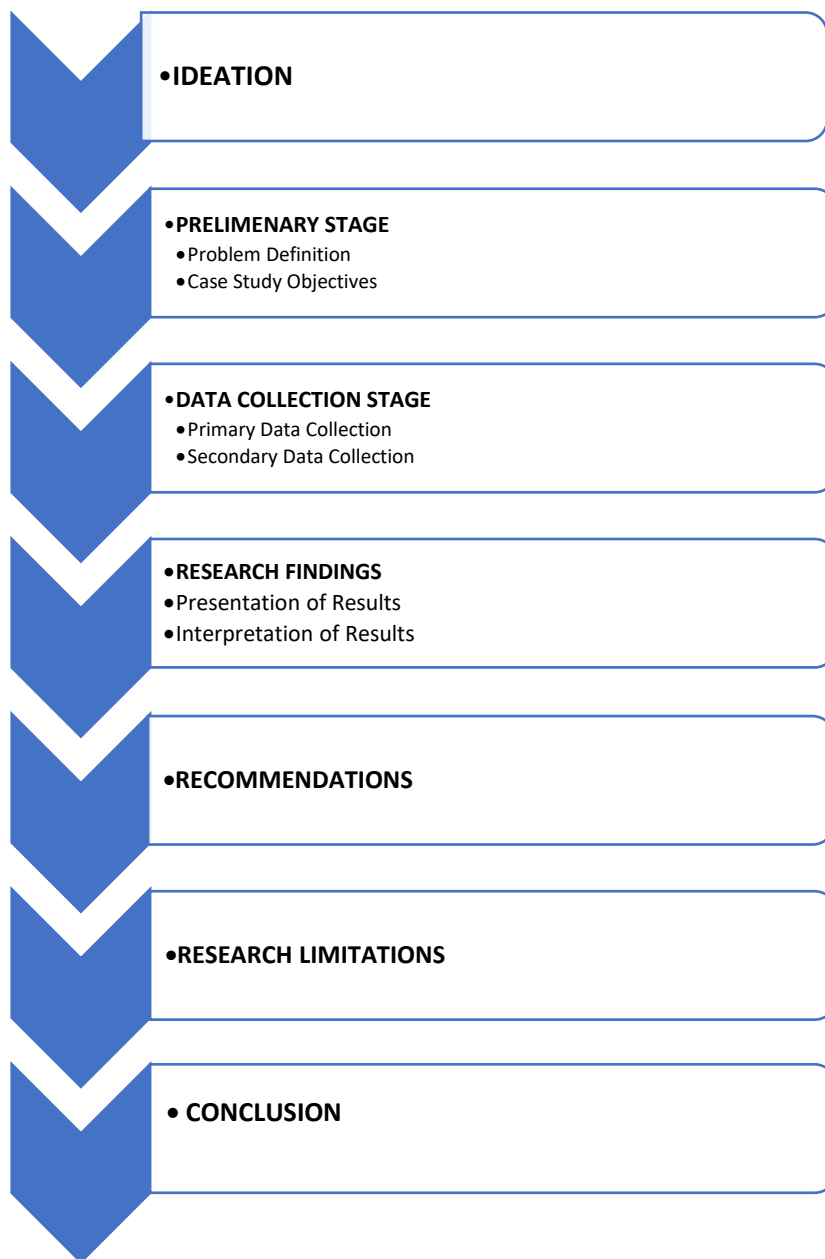 •IDEATION
•PRELIMENARY STAGE
•Problem Definition
•Case Study Objectives
•DATA COLLECTION STAGE
•Primary Data Collection
•Secondary Data Collection
•RESEARCH FINDINGS
•Presentation of Results
•Interpretation of Results
•RECOMMENDATIONS
•RESEARCH LIMITATIONS
• CONCLUSION